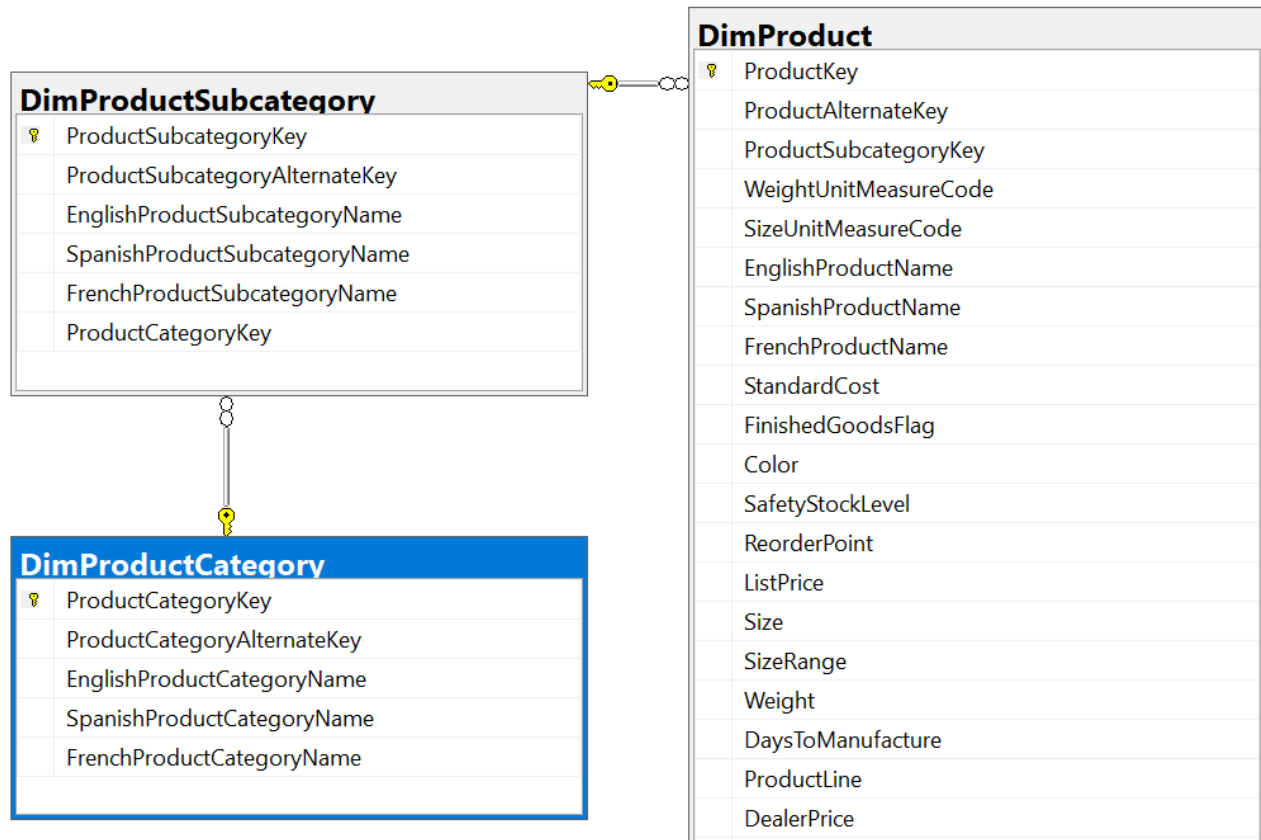 DimProductSubcategory
ProductSubcategoryKey
ProductSubcategoryAlternateKey
EnglishProductSubcategoryName
SpanishProductSubcategoryName
FrenchProductSubcategoryName
ProductCategoryKey
DimProductCategory
ProductCategoryKey
ProductCategoryAlternateKey
EnglishProductCategoryName
SpanishProductCategoryName
FrenchProductCategoryName
DimProduct
ProductKey
ProductAlternateKey
ProductSubcategoryKey
WeightUnitMeasureCode
SizeUnitMeasureCode
EnglishProductName
SpanishProductName
FrenchProductName
StandardCost
FinishedGoodsFlag
Color
SafetyStockLevel
ReorderPoint
ListPrice
Size
SizeRange
Weight
DaysToManufacture
ProductLine
DealerPrice